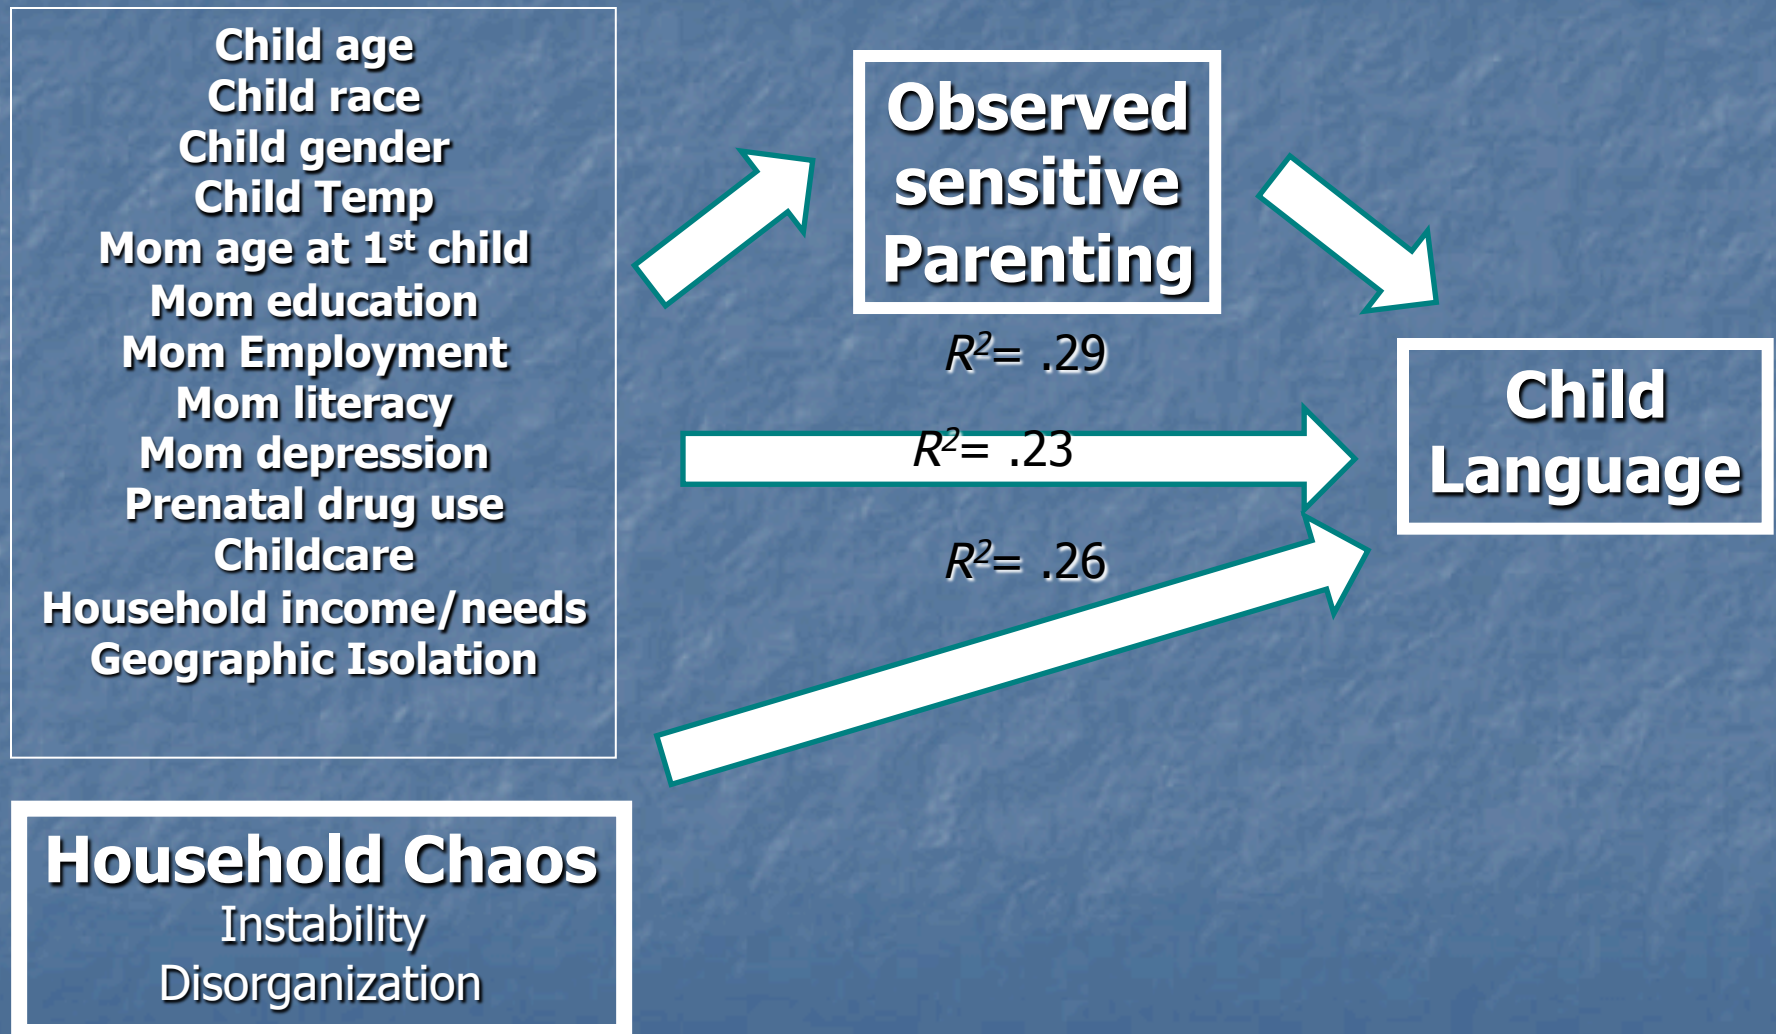 Child age
Child race
Child gender
Child Temp
Mom age at 1st child
Mom education
Mom Employment
Mom literacy
Mom depression
Prenatal drug use
Childcare
Household income/needs
Geographic Isolation
Household Chaos
Instability
Disorganization
Observed
sensitive
Parenting
R²= .29
R²= .23
R²= .26
Child
Language